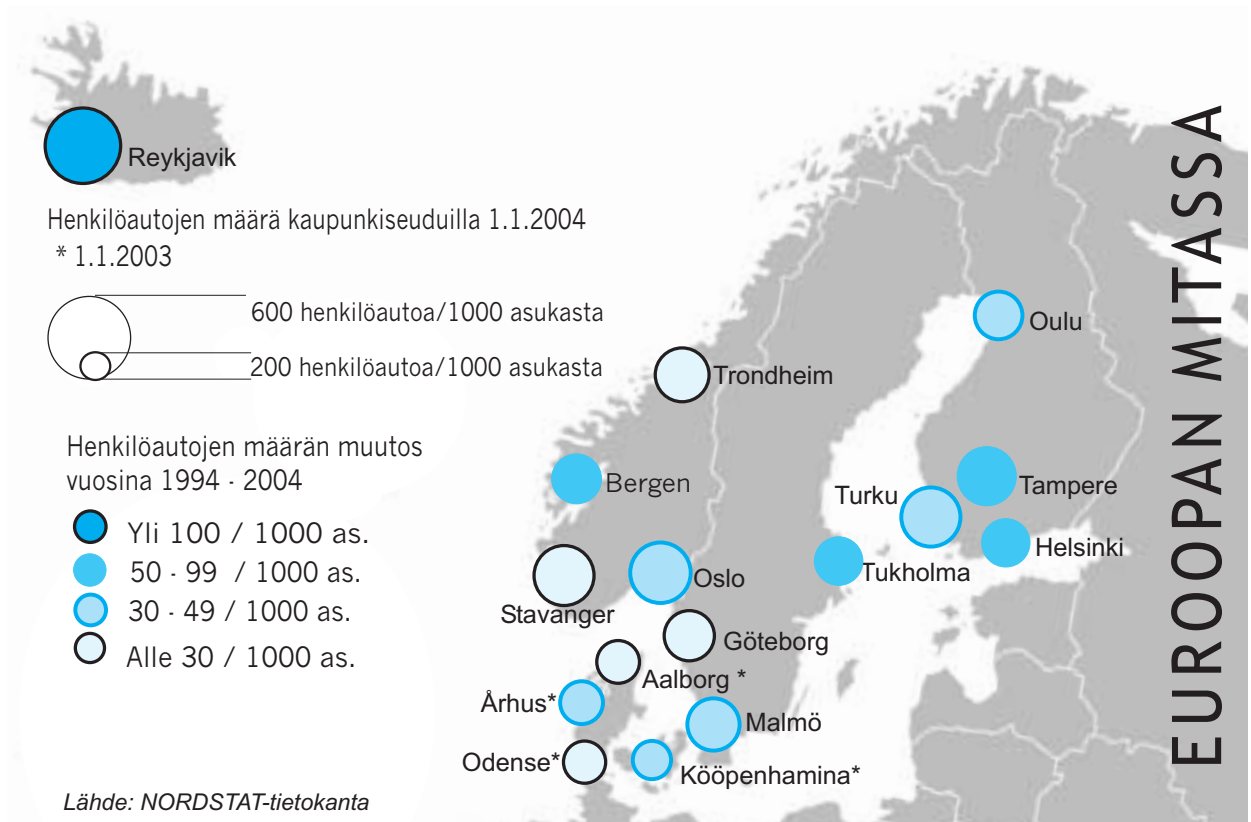 Reykjavik
Henkilöautojen määrä kaupunkiseuduilla 1.1.2004
* 1.1.2003
600 henkilöautoa/1000 asukasta
200 henkilöautoa/1000 asukasta
Henkilöautojen määrän muutos
vuosina 1994 - 2004
Yli 100 / 1000 as.
50 - 99 / 1000 as.
30 - 49 / 1000 as.
Alle 30 / 1000 as.
Lähde: NORDSTAT-tietokanta
Oulu
Trondheim
Bergen
Turku
Tampere
Helsinki
Tukholma
Oslo
Stavanger
Göteborg
Aalborg *
Århus*
Malmö
Odense*
Kööpenhamina*
EUROOPAN MITASSA